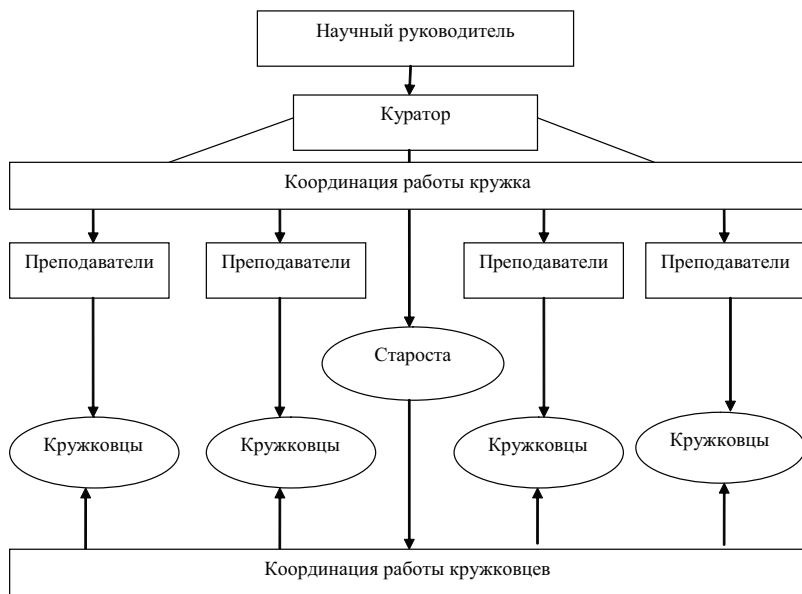 Научный руководитель
Куратор
Координация работы кружка
Преподаватели
Преподаватели
Преподаватели
Преподаватели
Староста
Кружковцы
Кружковцы
Кружковцы
Кружковцы
Координация работы кружковцев